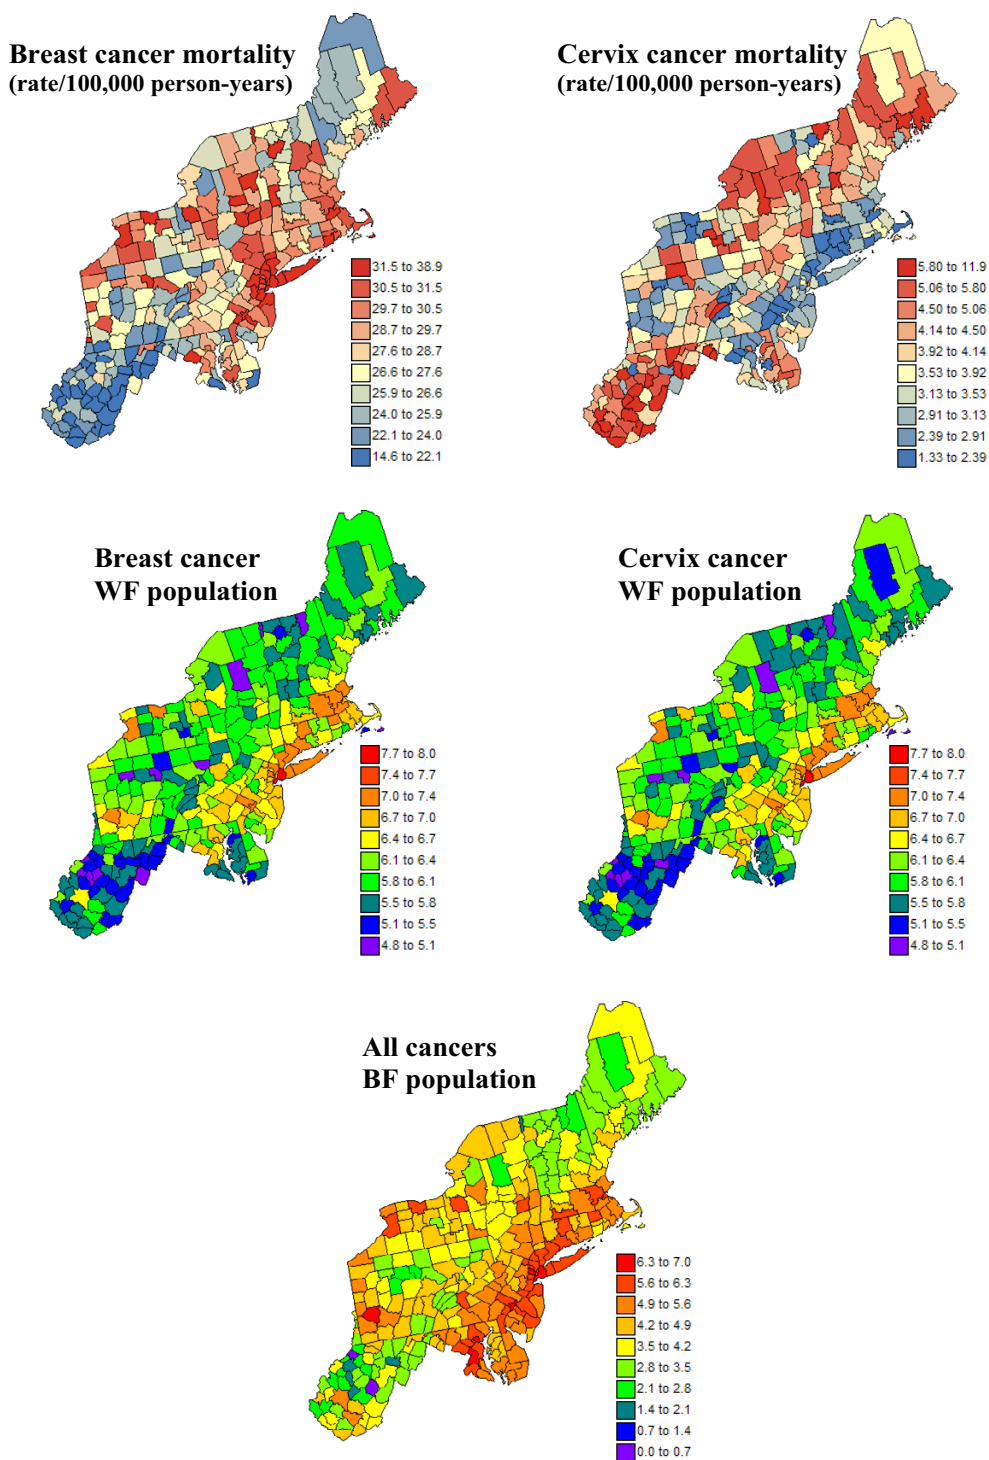 Breast cancer mortality
(rate/100,000 person-years)
31.5 to 38.9
30.5 to 31.5
29.7 to 30.5
28.7 to 29.7
27.6 to 28.7
26.6 to 27.6
25.9 to 26.6
24.0 to 25.9
22.1 to 24.0
14.6 to 22.1
Cervix cancer mortality
(rate/100,000 person-years)
5.80 to 11.9
5.06 to 5.80
4.50 to 5.06
4.14 to 4.50
3.92 to 4.14
3.53 to 3.92
3.13 to 3.53
2.91 to 3.13
2.39 to 2.91
1.33 to 2.39
Breast cancer
WF population
7.7 to 8.0
7.4 to 7.7
7.0 to 7.4
6.7 to 7.0
6.4 to 6.7
6.1 to 6.4
5.8 to 6.1
5.5 to 5.8
5.1 to 5.5
4.8 to 5.1
Cervix cancer
WF population
7.7 to 8.0
7.4 to 7.7
7.0 to 7.4
6.7 to 7.0
6.4 to 6.7
6.1 to 6.4
5.8 to 6.1
5.5 to 5.8
5.1 to 5.5
4.8 to 5.1
All cancers
BF population
6.3 to 7.0
5.6 to 6.3
4.9 to 5.6
4.2 to 4.9
3.5 to 4.2
2.8 to 3.5
2.1 to 2.8
1.4 to 2.1
0.7 to 1.4
0.0 to 0.7